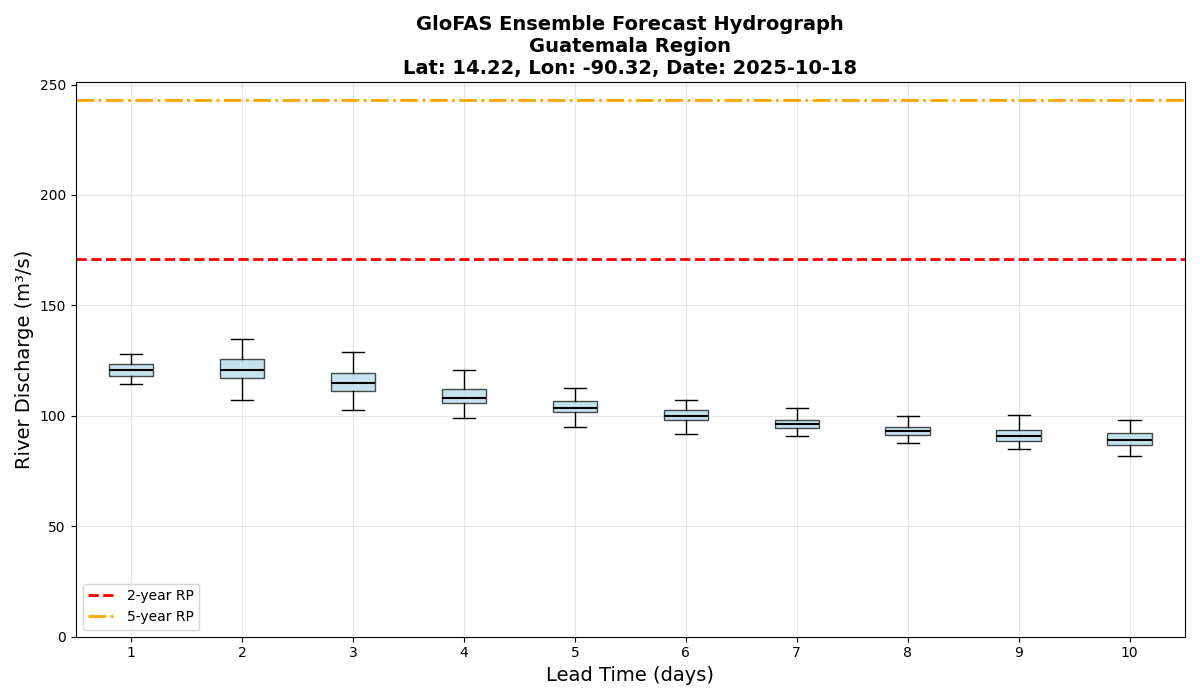 GloFAS Ensemble Forecast Hydrograph
Guatemala Region
Lat: 14.22, Lon: -90.32, Date: 2025-10-18
River Discharge (m³/s)
250
200
150
100
50
0
2-year RP
5-year RP
1 2 3 4 5 6 7 8 9 10
Lead Time (days)